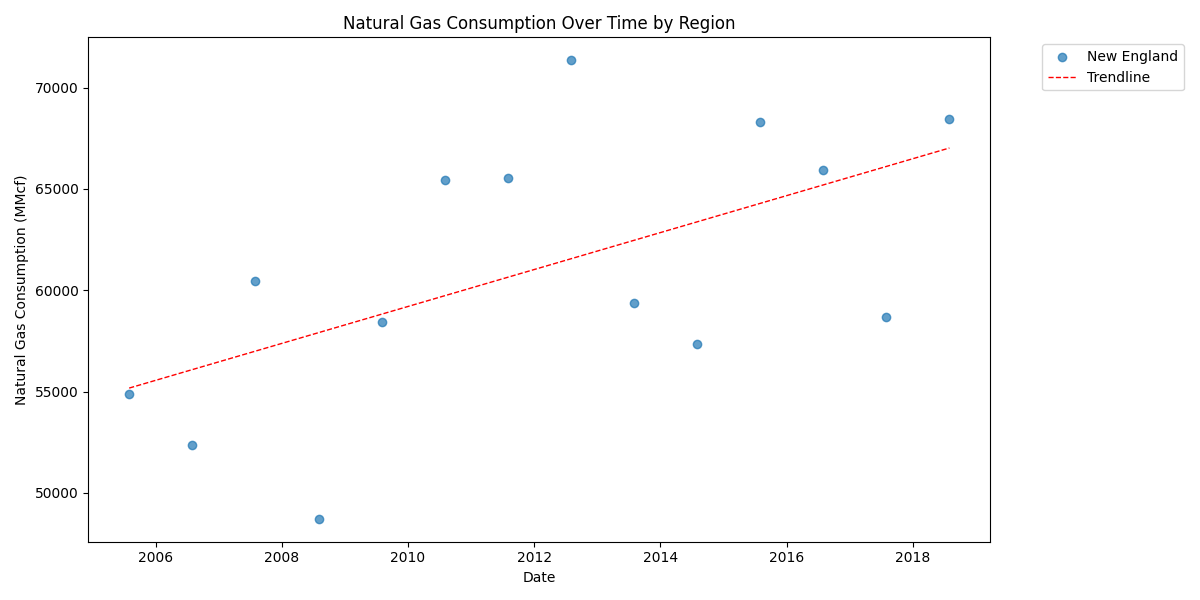 Natural Gas Consumption Over Time by Region
New England
Trendline
Natural Gas Consumption (MMcf)
70000
65000
60000
55000
50000
2006 2008 2010 2012 2014 2016 2018
Date